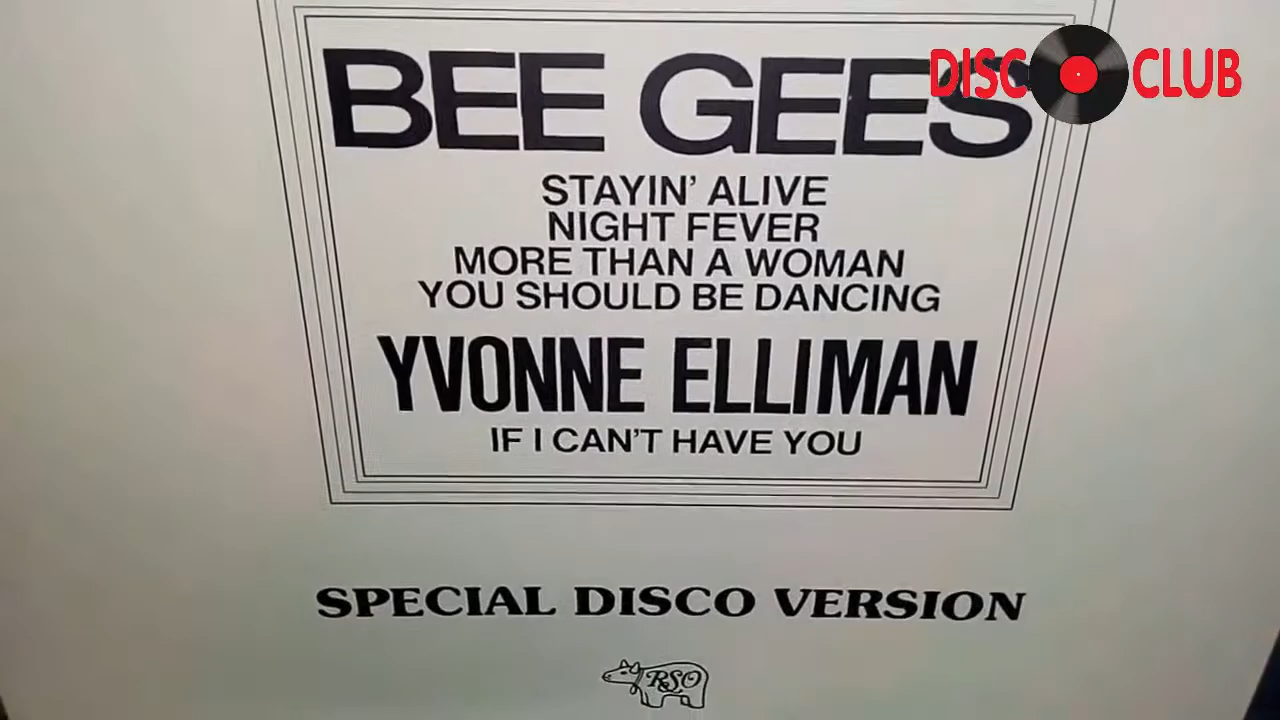 BEE GEES
DISCO CLUB
STAYIN' ALIVE
NIGHT FEVER
MORE THAN A WOMAN
YOU SHOULD BE DANCING
YVONNE ELLIMAN
IF I CAN'T HAVE YOU
SPECIAL DISCO VERSION
RSO